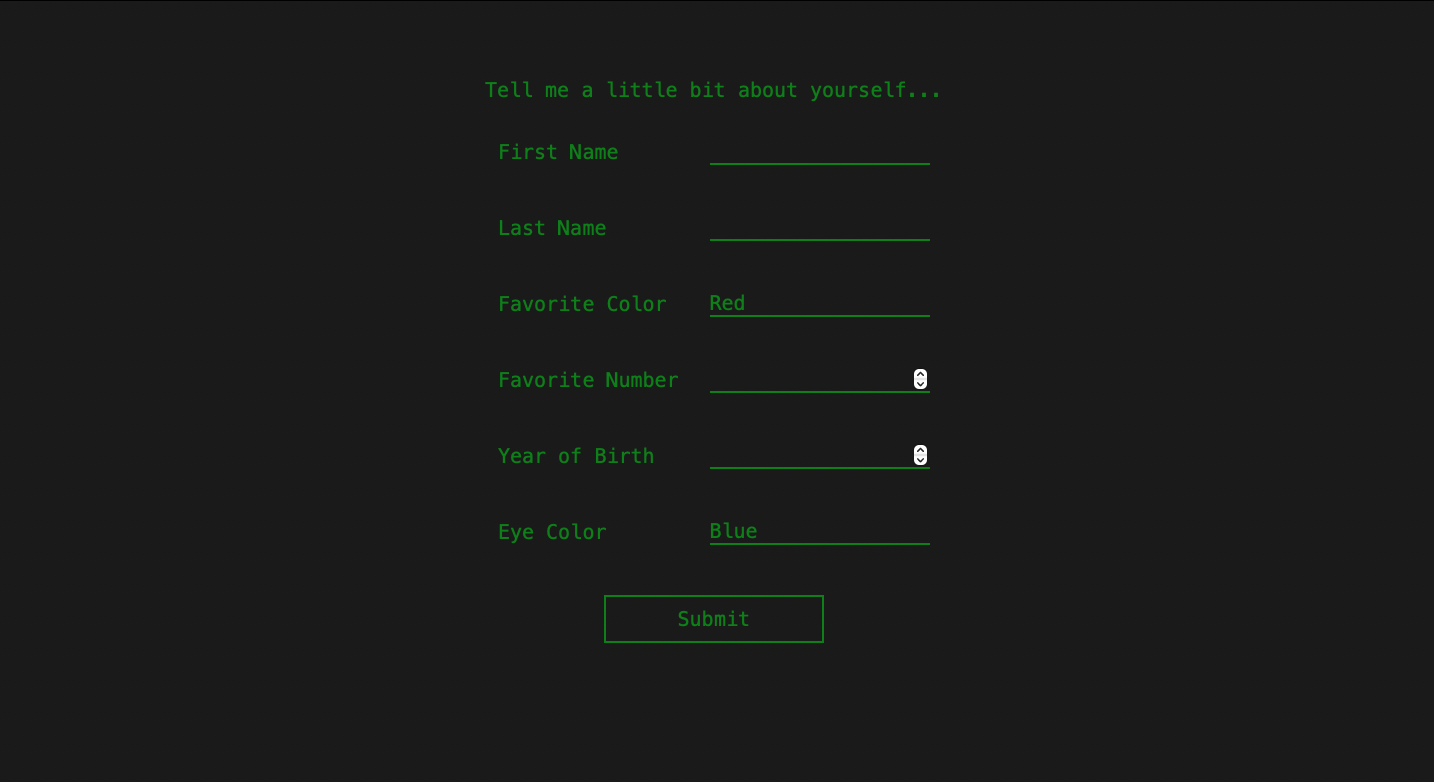 Tell me a little bit about yourself...
First Name
Last Name
Favorite Color Red
Favorite Number
Year of Birth
Eye Color Blue
Submit